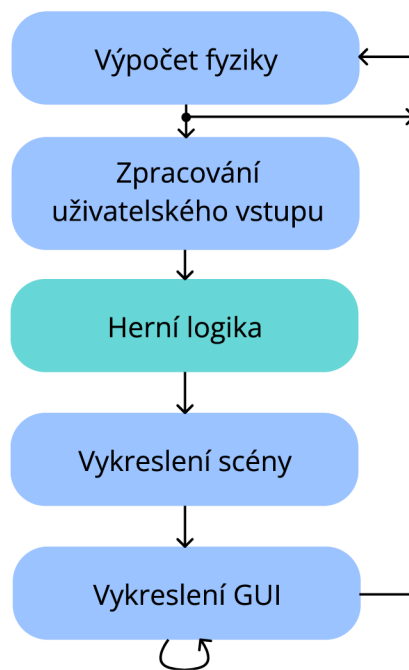 Výpočet fyziky
Zpracování
uživatelského vstupu
Herní logika
Vykreslení scény
Vykreslení GUI